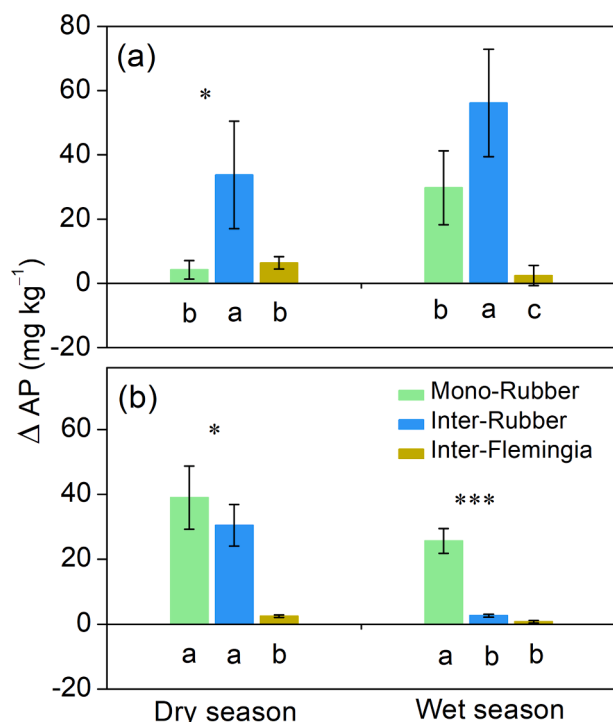 80
(a)
60
*
40
20
0
b a b b a c
-20
Δ AP (mg kg⁻¹)
(b)
Mono-Rubber
60
*
Inter-Rubber
Inter-Flemingia
40
***
20
0
a a b a b b
-20
Dry season Wet season